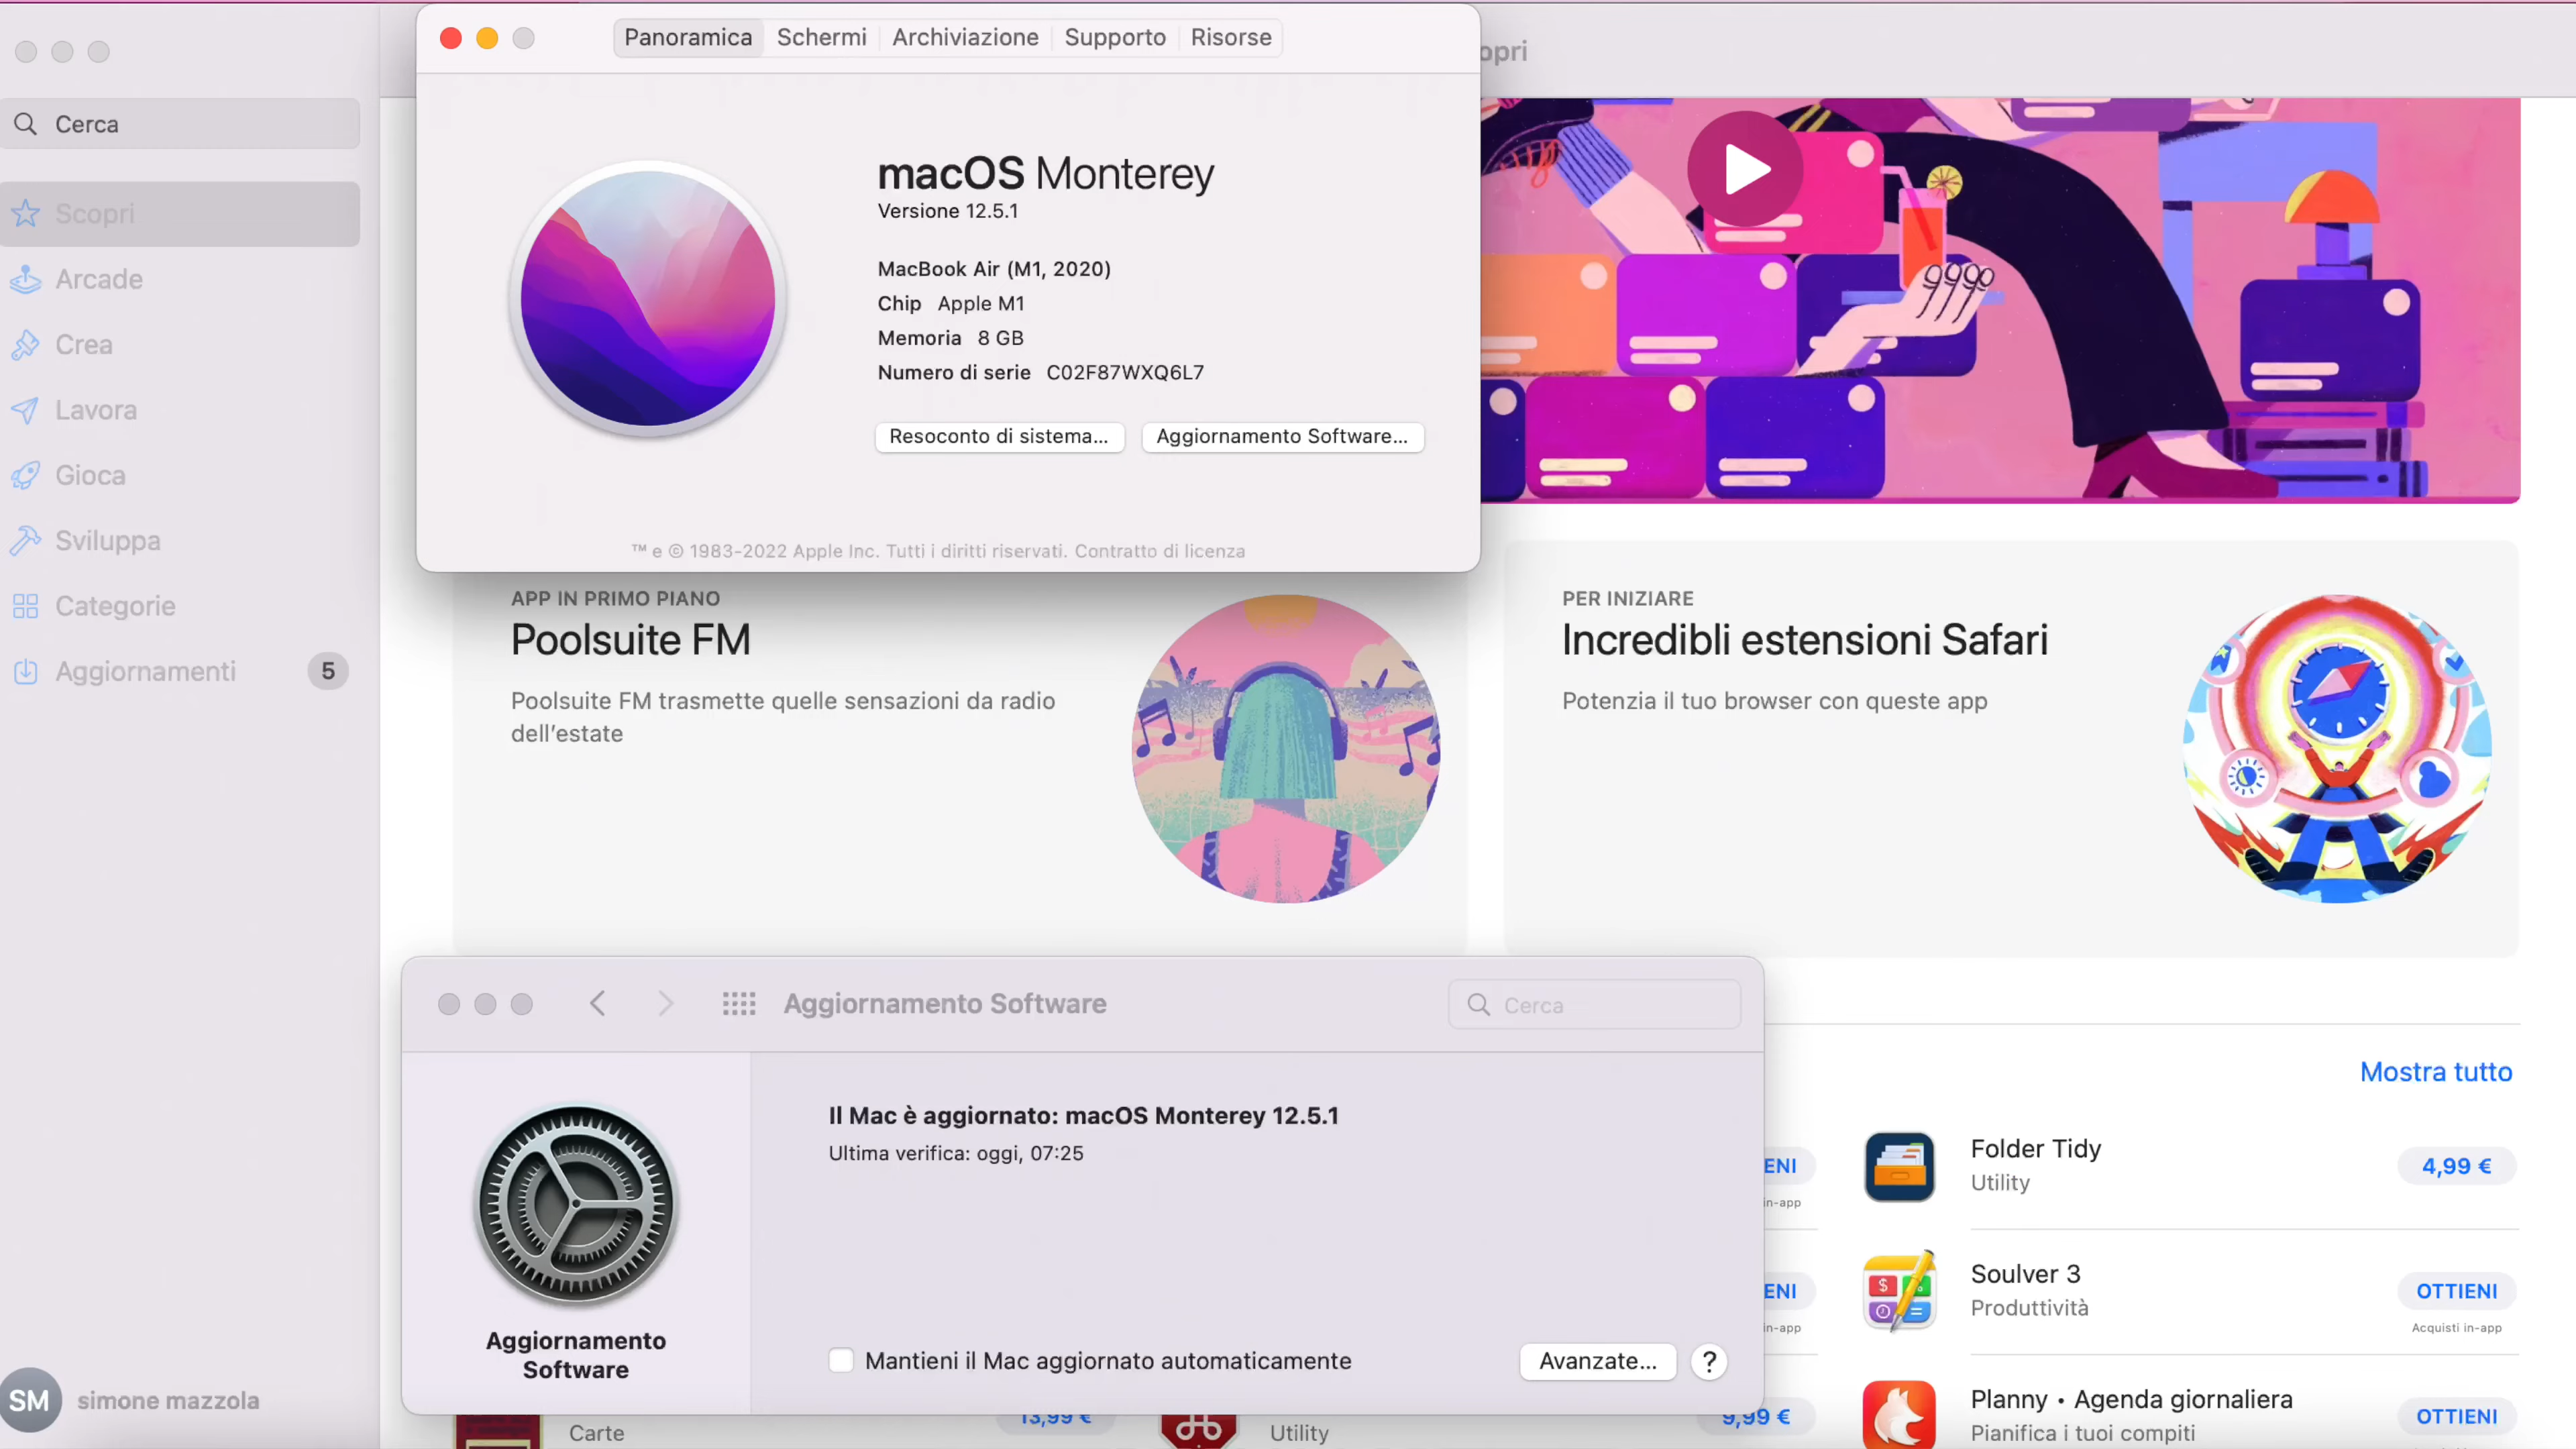 Panoramica
Schermi
Archiviazione
Supporto
Risorse
opri
Cerca
Scopri
Arcade
Crea
Lavora
Gioca
Sviluppa
Categorie
Aggiornamenti
5
SM
simone mazzola
macOS Monterey
Versione 12.5.1
MacBook Air (M1, 2020)
Chip Apple M1
Memoria 8 GB
Numero di serie C02F87WXQ6L7
Resoconto di sistema...
Aggiornamento Software...
™ e © 1983-2022 Apple Inc. Tutti i diritti riservati. Contratto di licenza
APP IN PRIMO PIANO
Poolsuite FM
Poolsuite FM trasmette quelle sensazioni da radio
dell'estate
PER INIZIARE
Incredibli estensioni Safari
Potenzia il tuo browser con queste app
Aggiornamento Software
Cerca
Il Mac è aggiornato: macOS Monterey 12.5.1
Ultima verifica: oggi, 07:25
Aggiornamento
Software
Mantieni il Mac aggiornato automaticamente
Avanzate...
?
Mostra tutto
ENI
in-app
Folder Tidy
Utility
4,99 €
ENI
in-app
Soulver 3
Produttività
OTTIENI
Acquisti in-app
Carte
13,99 €
Utility
9,99 €
Planny • Agenda giornaliera
Pianifica i tuoi compiti
OTTIENI